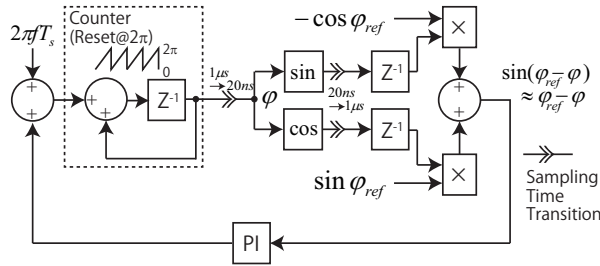 Counter
(Reset@2π)
2πfTₛ
2π
0
+
+
+
+
Z⁻¹
1μs
→20ns
φ
sin
cos
20ns
→1μs
Z⁻¹
Z⁻¹
−cos φ_ref
sin φ_ref
×
×
+
+
sin(φ_ref − φ)
≈ φ_ref − φ
Sampling
Time
Transition
PI